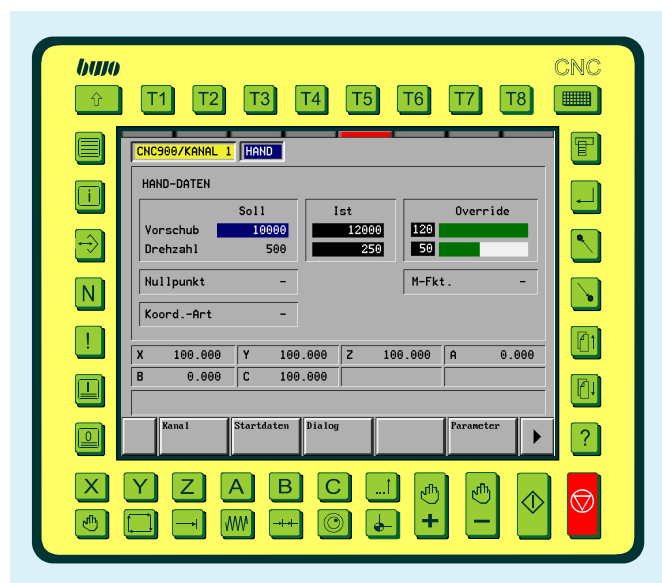 bwo CNC
T1 T2 T3 T4 T5 T6 T7 T8
CNC900/KANAL 1 HAND
HAND-DATEN
Soll Ist Override
Vorschub 10000 12000 120
Drehzahl 500 250 50
Nullpunkt – M-Fkt. –
Koord.-Art –
X 100.000 Y 100.000 Z 100.000 A 0.000
B 0.000 C 100.000
Kanal Startdaten Dialog Parameter
i
N
!
I
0
?
X Y Z A B C ...↑
+ −